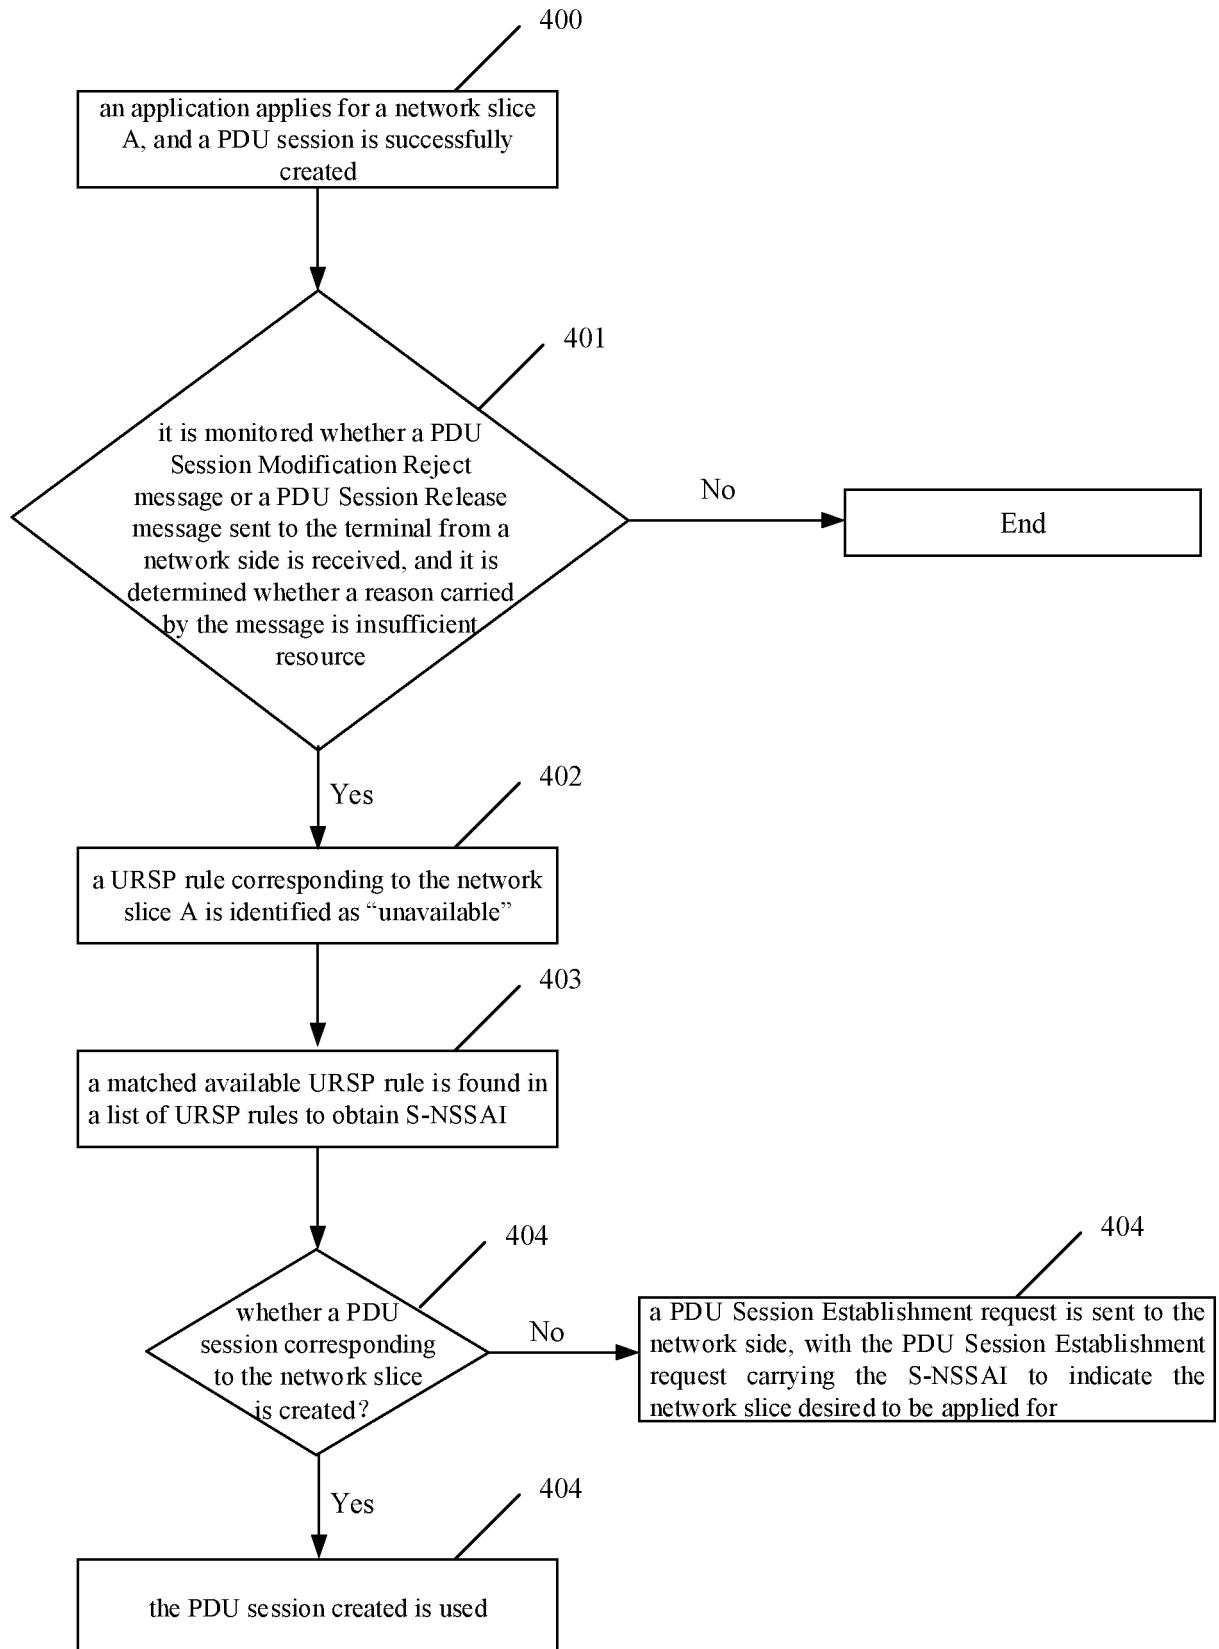 400
an application applies for a network slice
A, and a PDU session is successfully
created
401
it is monitored whether a PDU
Session Modification Reject
message or a PDU Session Release
message sent to the terminal from a
network side is received, and it is
determined whether a reason carried
by the message is insufficient
resource
No
End
Yes
402
a URSP rule corresponding to the network
slice A is identified as “unavailable”
403
a matched available URSP rule is found in
a list of URSP rules to obtain S-NSSAI
404
whether a PDU
session corresponding
to the network slice
is created?
No
404
a PDU Session Establishment request is sent to the
network side, with the PDU Session Establishment
request carrying the S-NSSAI to indicate the
network slice desired to be applied for
Yes
404
the PDU session created is used